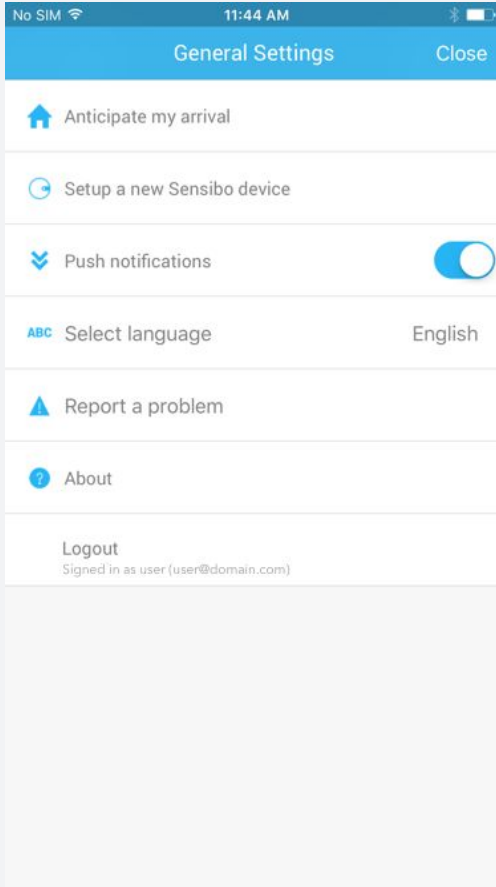 No SIM 11:44 AM
General Settings Close
Anticipate my arrival
Setup a new Sensibo device
Push notifications
ABC Select language English
Report a problem
? About
Logout
Signed in as user (user@domain.com)